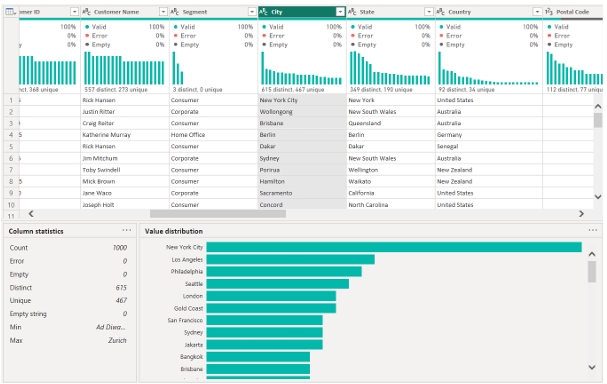 omer ID
ABC Customer Name
ABC Segment
ABC City
ABC State
ABC Country
123 Postal Code
100%
0%
0%
Valid 100%
Error 0%
Empty 0%
Valid 100%
Error 0%
Empty 0%
Valid 100%
Error 0%
Empty 0%
Valid 100%
Error 0%
Empty 0%
Valid 100%
Error 0%
Empty 0%
Valid
Error
Empty
nct, 368 unique
557 distinct, 273 unique
3 distinct, 0 unique
615 distinct, 467 unique
349 distinct, 190 unique
92 distinct, 34 unique
112 distinct, 77 uniqu
1 Rick Hansen Consumer New York City New York United States
2 Justin Ritter Corporate Wollongong New South Wales Australia
3 Craig Reiter Consumer Brisbane Queensland Australia
4 Katherine Murray Home Office Berlin Berlin Germany
5 Rick Hansen Consumer Dakar Dakar Senegal
6 Jim Mitchum Corporate Sydney New South Wales Australia
7 Toby Swindell Consumer Porirua Wellington New Zealand
8 Mick Brown Consumer Hamilton Waikato New Zealand
9 Jane Waco Corporate Sacramento California United States
10 Joseph Holt Consumer Concord North Carolina United States
11
Column statistics
Count 1000
Error 0
Empty 0
Distinct 615
Unique 467
Empty string 0
Min Ad Diwa...
Max Zurich
Value distribution
New York City
Los Angeles
Philadelphia
Seattle
London
Gold Coast
San Francisco
Sydney
Jakarta
Bangkok
Brisbane